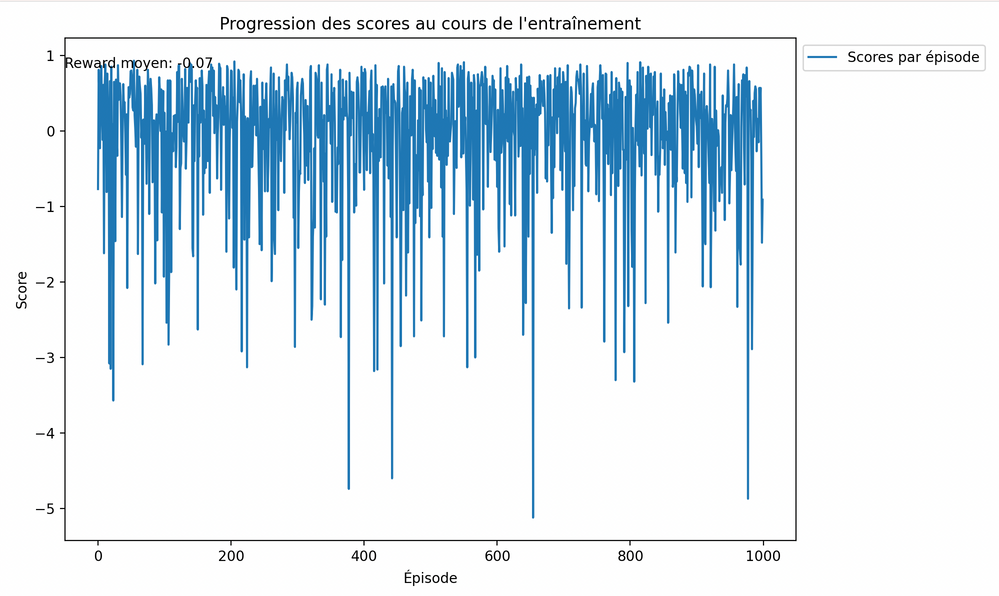 Progression des scores au cours de l'entraînement
Reward moyen: -0.07
Scores par épisode
1
0
−1
−2
−3
−4
−5
Score
0
200
400
600
800
1000
Épisode